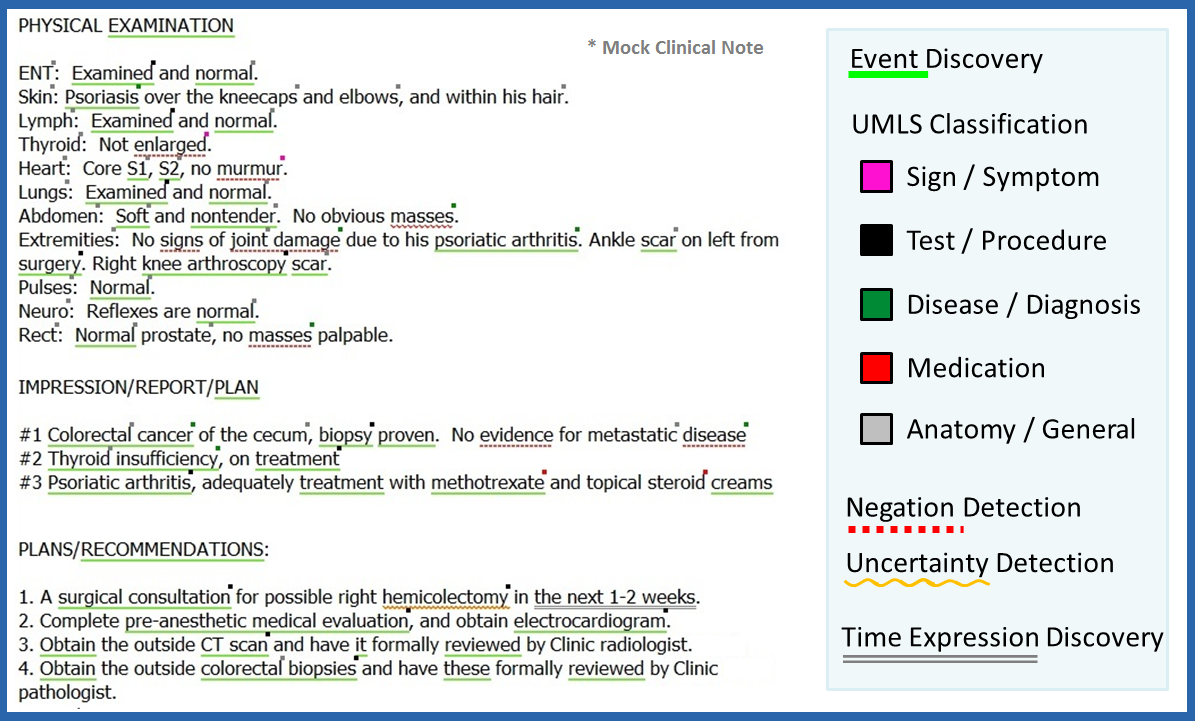 PHYSICAL EXAMINATION
* Mock Clinical Note
ENT: Examined and normal.
Skin: Psoriasis over the kneecaps and elbows, and within his hair.
Lymph: Examined and normal.
Thyroid: Not enlarged.
Heart: Core S1, S2, no murmur.
Lungs: Examined and normal.
Abdomen: Soft and nontender. No obvious masses.
Extremities: No signs of joint damage due to his psoriatic arthritis. Ankle scar on left from
surgery. Right knee arthroscopy scar.
Pulses: Normal.
Neuro: Reflexes are normal.
Rect: Normal prostate, no masses palpable.
IMPRESSION/REPORT/PLAN
#1 Colorectal cancer of the cecum, biopsy proven. No evidence for metastatic disease
#2 Thyroid insufficiency, on treatment
#3 Psoriatic arthritis, adequately treatment with methotrexate and topical steroid creams
PLANS/RECOMMENDATIONS:
1. A surgical consultation for possible right hemicolectomy in the next 1-2 weeks.
2. Complete pre-anesthetic medical evaluation, and obtain electrocardiogram.
3. Obtain the outside CT scan and have it formally reviewed by Clinic radiologist.
4. Obtain the outside colorectal biopsies and have these formally reviewed by Clinic
pathologist.
Event Discovery
UMLS Classification
Sign / Symptom
Test / Procedure
Disease / Diagnosis
Medication
Anatomy / General
Negation Detection
Uncertainty Detection
Time Expression Discovery